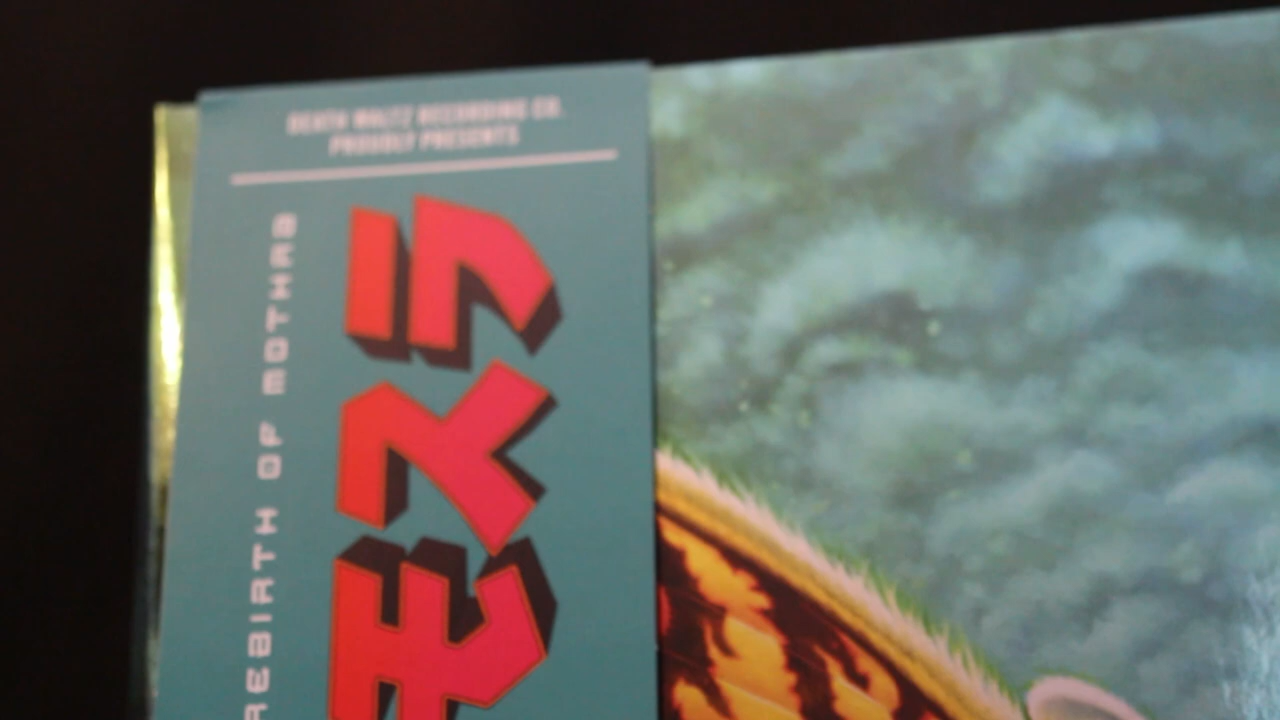 DEATH WALTZ RECORDING CO.
PROUDLY PRESENTS
REBIRTH OF MOTHRA
モスラ